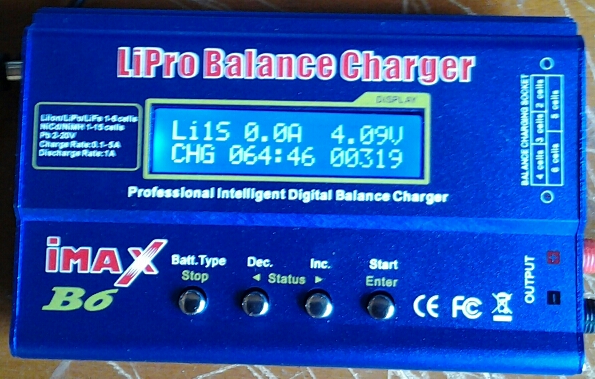 LiPro Balance Charger
DISPLAY
LiIon/LiPo/LiFe 1-6 cells
NiCd/NiMH 1-15 cells
Pb 2-20V
Charge Rate:0.1-5A
Discharge Rate:1A
Li1S 0.0A 4.09V
CHG 064:46 00319
BALANCE CHARGING SOCKET
2 cells
3 cells
4 cells
5 cells
6 cells
Professional Intelligent Digital Balance Charger
iMAX
B6
Batt.Type
Stop
Dec.
Inc.
◄ Status ►
Start
Enter
CE FC
OUTPUT